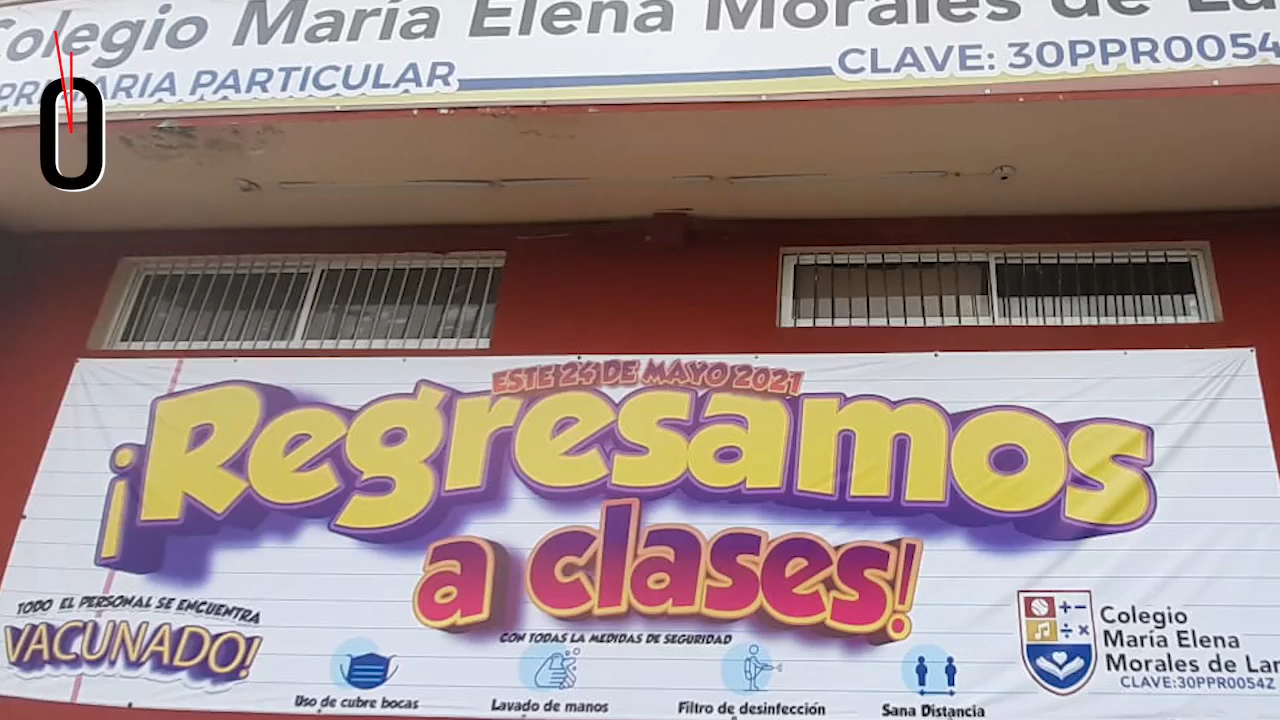 Colegio María Elena Morales de La
PRIMARIA PARTICULAR
CLAVE: 30PPR0054
0
ESTE 24 DE MAYO 2021
¡Regresamos
a clases!
TODO EL PERSONAL SE ENCUENTRA
VACUNADO!
CON TODAS LA MEDIDAS DE SEGURIDAD
Uso de cubre bocas
Lavado de manos
Filtro de desinfección
Sana Distancia
Colegio
María Elena
Morales de Lar
CLAVE:30PPR0054Z